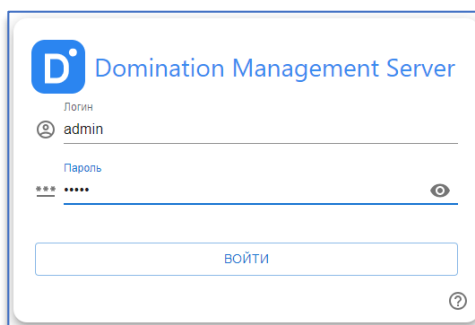 D Domination Management Server
Логин
admin
Пароль
•••••
ВОЙТИ